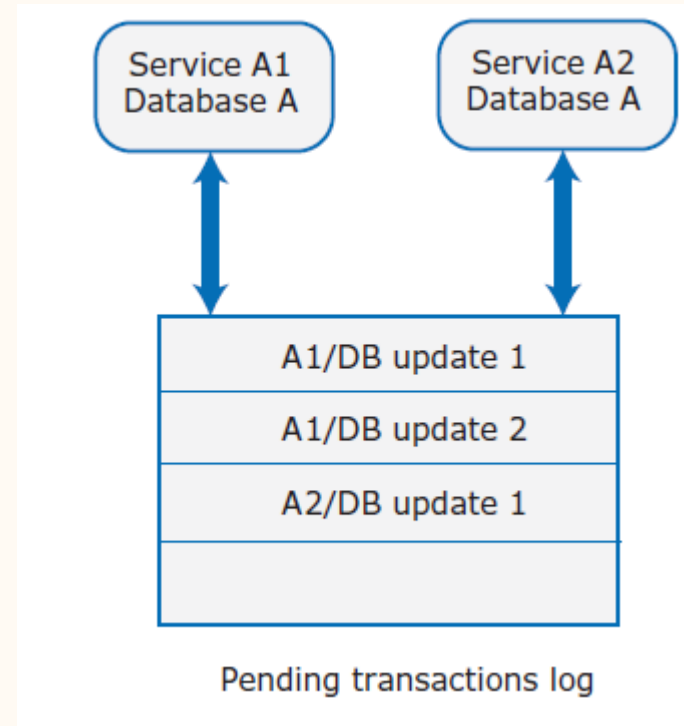 Service A1
Database A
Service A2
Database A
A1/DB update 1
A1/DB update 2
A2/DB update 1
Pending transactions log